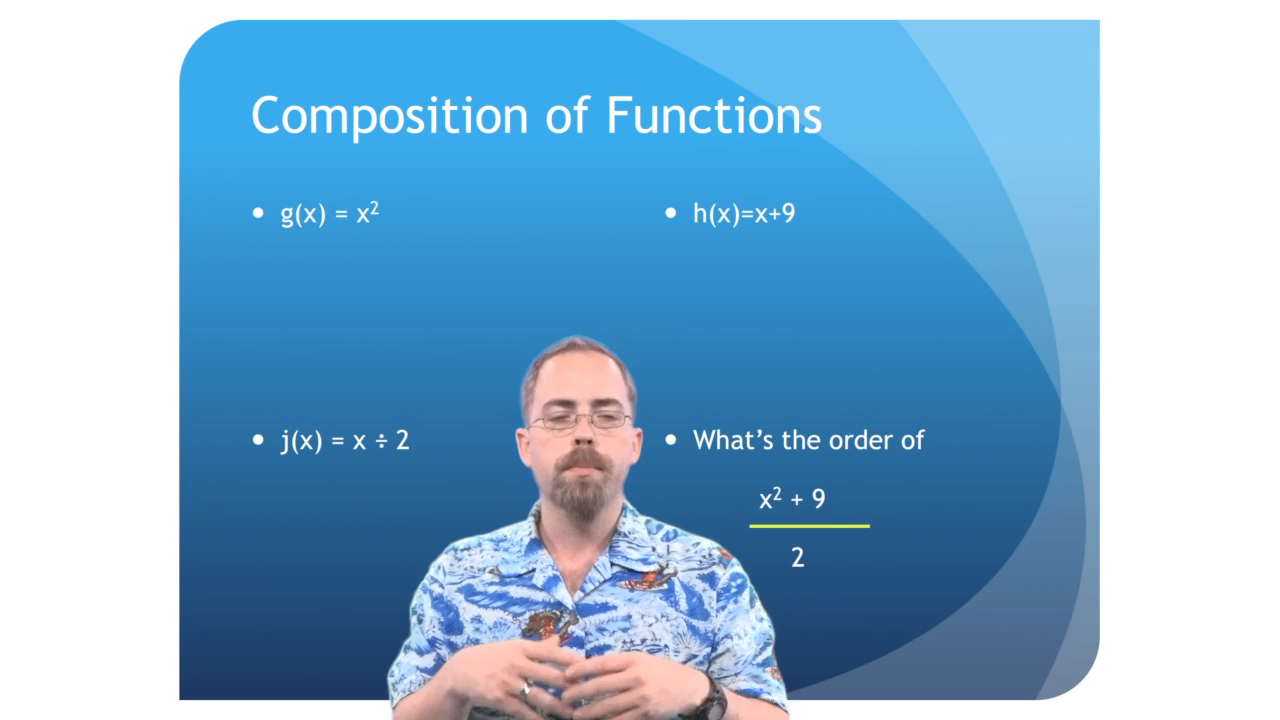 Composition of Functions
• g(x) = x²
• h(x)=x+9
• j(x) = x ÷ 2
• What's the order of
x² + 9
2